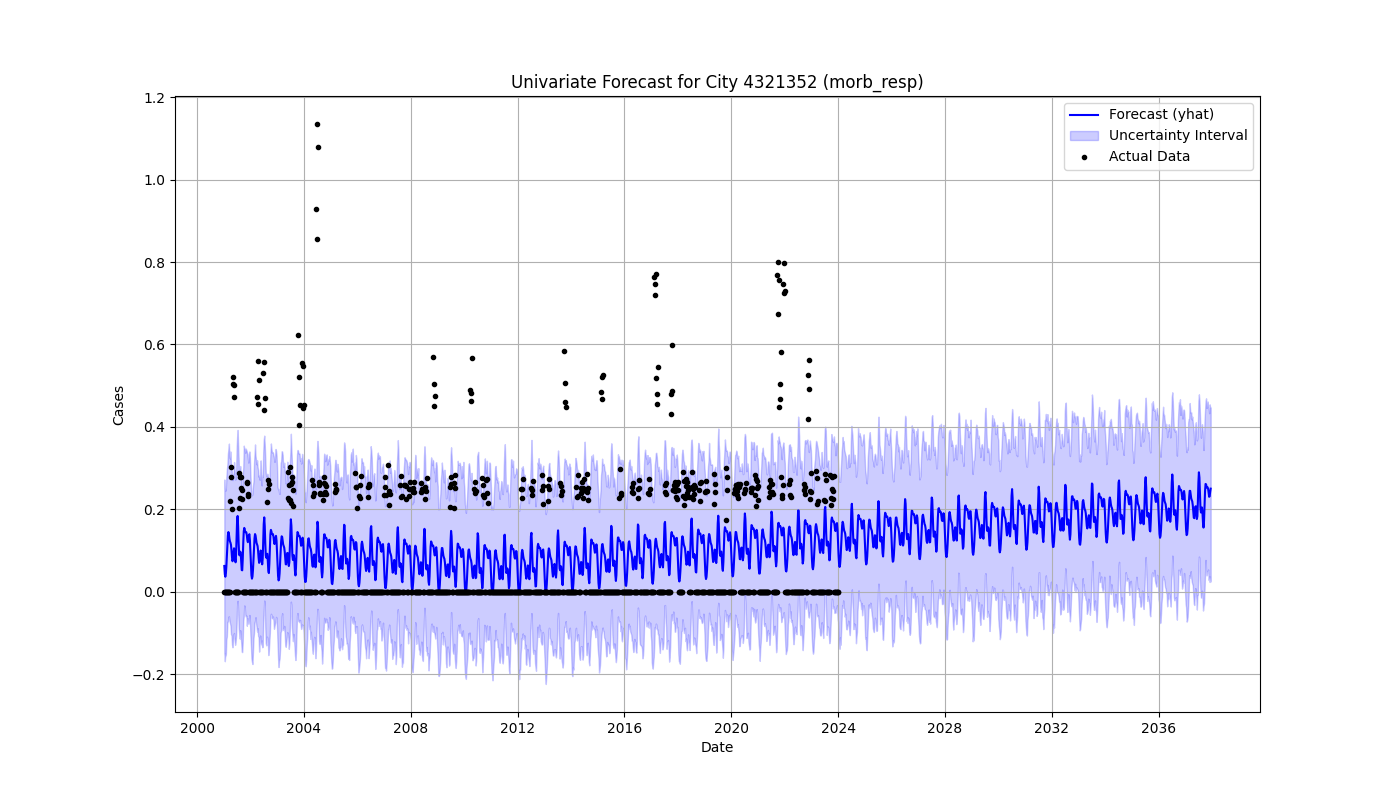 Univariate Forecast for City 4321352 (morb_resp)
Forecast (yhat)
Uncertainty Interval
Actual Data
Cases
1.2
1.0
0.8
0.6
0.4
0.2
0.0
−0.2
2000 2004 2008 2012 2016 2020 2024 2028 2032 2036
Date